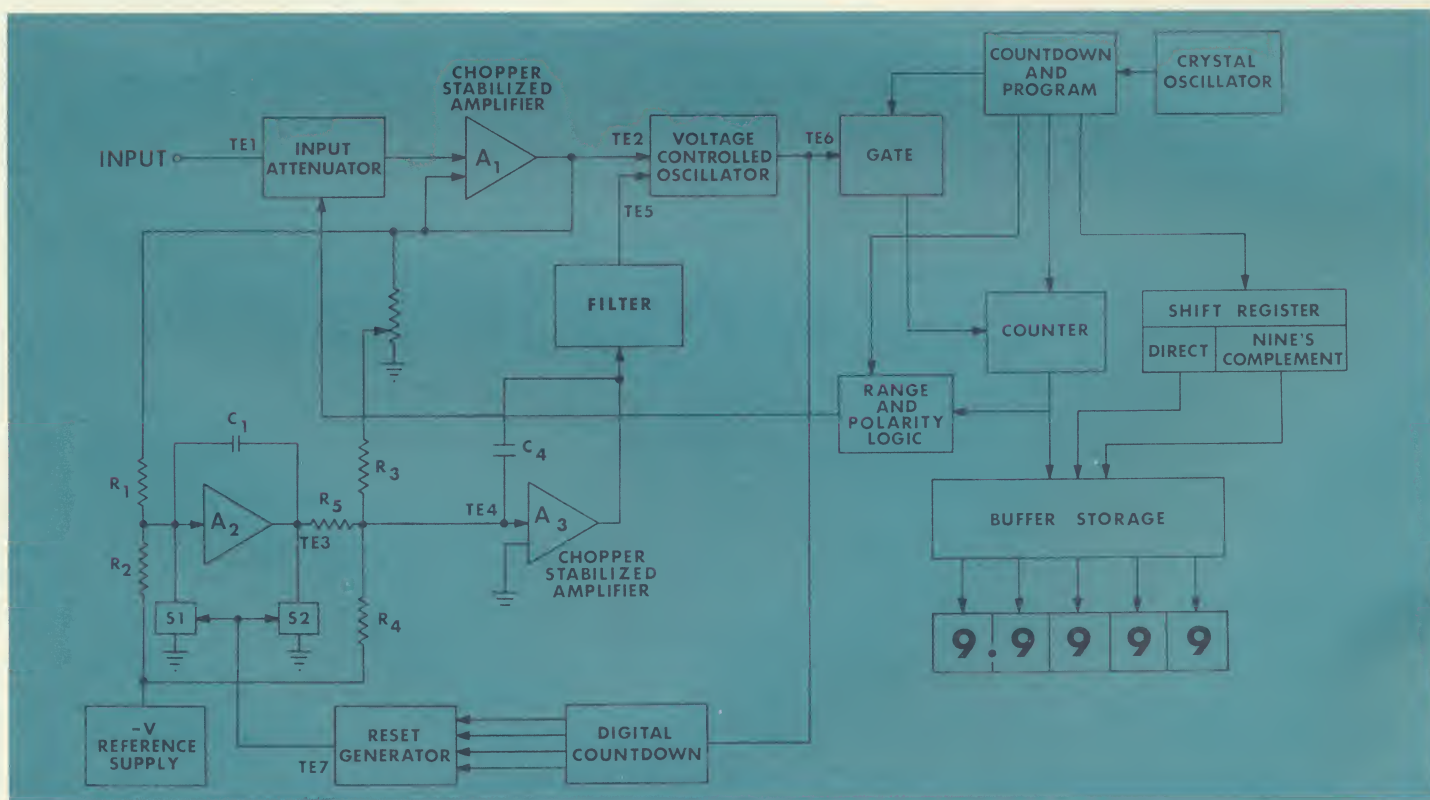 CHOPPER
STABILIZED
AMPLIFIER
COUNTDOWN
AND
PROGRAM
CRYSTAL
OSCILLATOR
INPUT
TE1
INPUT
ATTENUATOR
A1
TE2
VOLTAGE
CONTROLLED
OSCILLATOR
TE6
GATE
TE5
FILTER
COUNTER
SHIFT REGISTER
DIRECT
NINE'S
COMPLEMENT
RANGE
AND
POLARITY
LOGIC
C1
C4
R1
R3
A2
R5
TE3
TE4
A3
CHOPPER
STABILIZED
AMPLIFIER
BUFFER STORAGE
R2
S1
S2
R4
9.9999
-V
REFERENCE
SUPPLY
TE7
RESET
GENERATOR
DIGITAL
COUNTDOWN